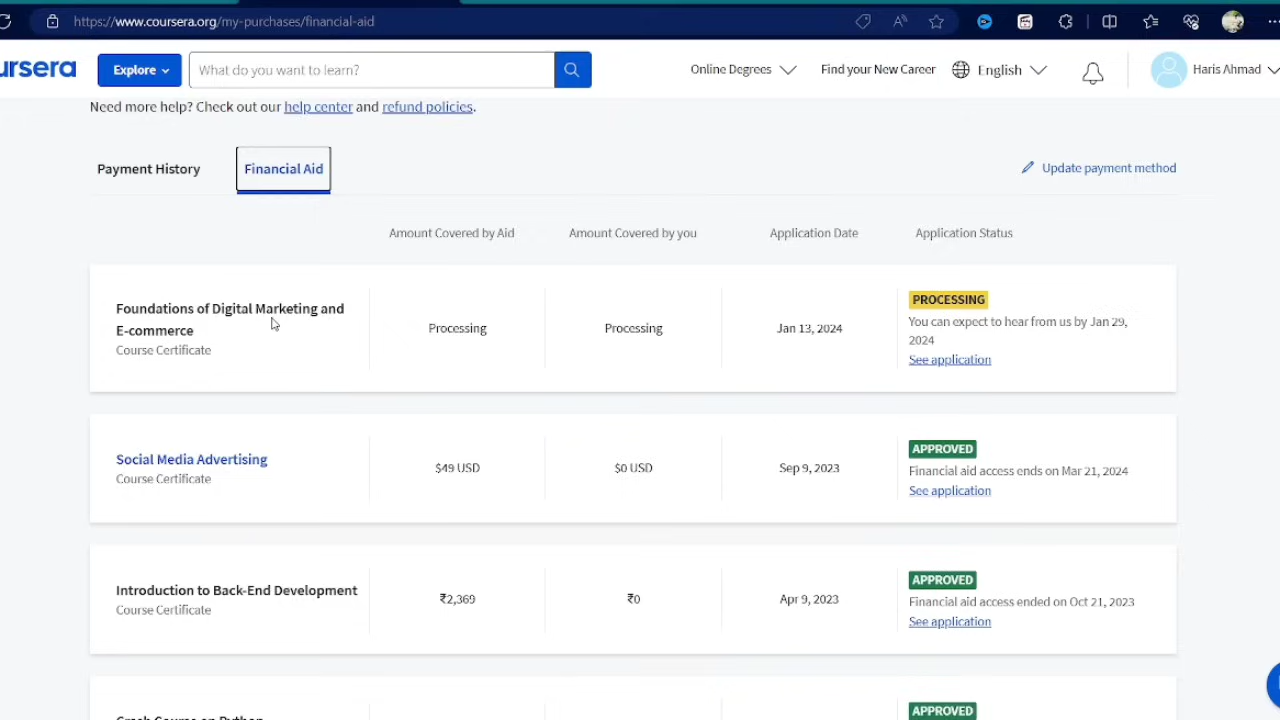 https://www.coursera.org/my-purchases/financial-aid
ursera
Explore
What do you want to learn?
Online Degrees
Find your New Career
English
Haris Ahmad
Need more help? Check out our help center and refund policies.
Payment History
Financial Aid
Update payment method
Amount Covered by Aid
Amount Covered by you
Application Date
Application Status
Foundations of Digital Marketing and
E-commerce
Course Certificate
Processing
Processing
Jan 13, 2024
PROCESSING
You can expect to hear from us by Jan 29,
2024
See application
Social Media Advertising
Course Certificate
$49 USD
$0 USD
Sep 9, 2023
APPROVED
Financial aid access ends on Mar 21, 2024
See application
Introduction to Back-End Development
Course Certificate
₹2,369
₹0
Apr 9, 2023
APPROVED
Financial aid access ended on Oct 21, 2023
See application
Crash Course on Python
APPROVED